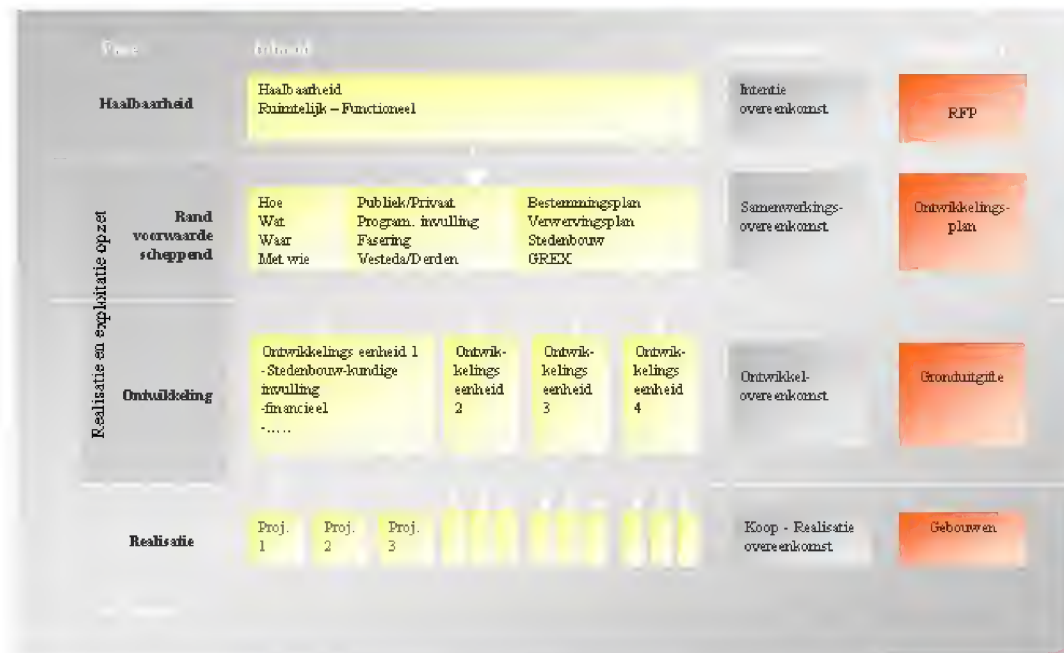 Fase
Inhoud
Haalbaarheid
Haalbaarheid
Ruimtelijk – Functioneel
Intentie
overeenkomst
RFP
Realisatie en exploitatie opzet
Rand
voorwaarde
scheppend
Hoe
Wat
Waar
Met wie
Publiek/Privaat
Program. invulling
Fasering
Vesteda/Derden
Bestemmingsplan
Verwervingsplan
Stedenbouw
GREX
Samenwerkings-
overeenkomst
Ontwikkelings-
plan
Ontwikkeling
Ontwikkelings eenheid 1
-Stedenbouw-kundige
invulling
-financieel
-.....
Ontwik-
kelings
eenheid
2
Ontwik-
kelings
eenheid
3
Ontwik-
kelings
eenheid
4
Ontwikkel-
overeenkomst
Gronduitgifte
Realisatie
Proj.
1
Proj.
2
Proj.
3
Koop - Realisatie
overeenkomst
Gebouwen